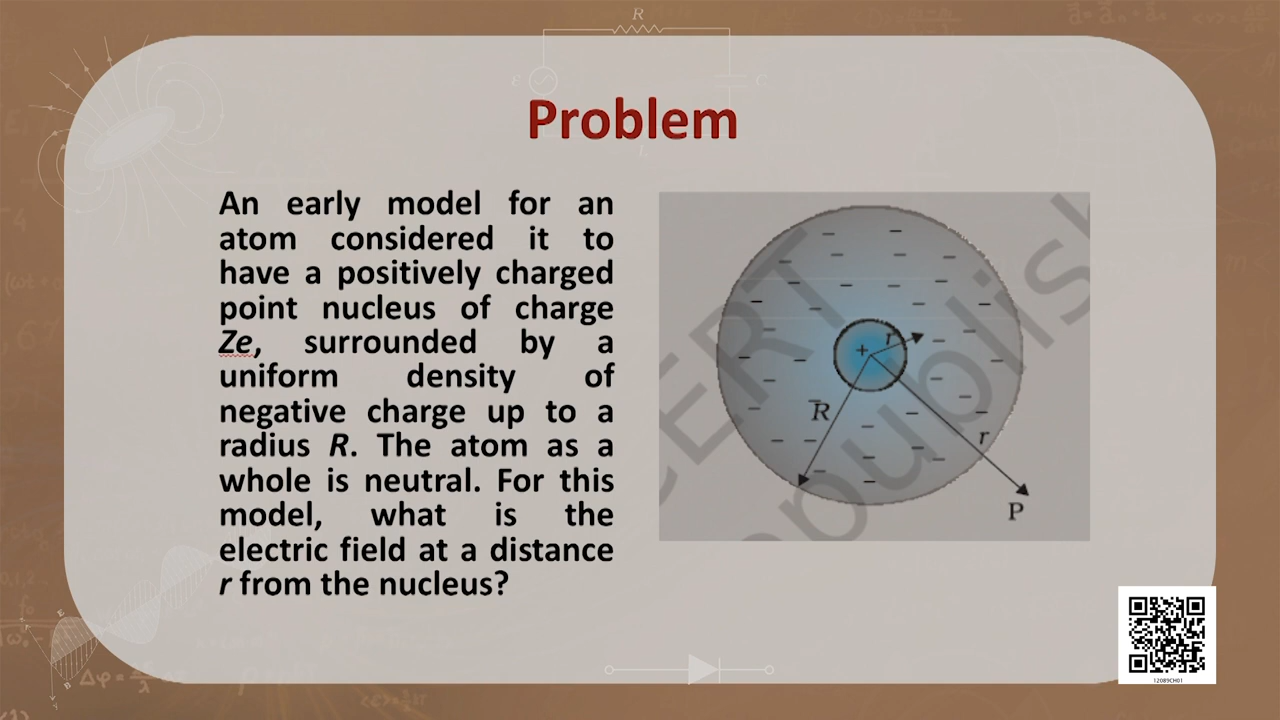 Problem
An early model for an
atom considered it to
have a positively charged
point nucleus of charge
Ze, surrounded by a
uniform density of
negative charge up to a
radius R. The atom as a
whole is neutral. For this
model, what is the
electric field at a distance
r from the nucleus?
r
R
r
P
R
ε
C
L
E
B
Δφ =
12089CH01